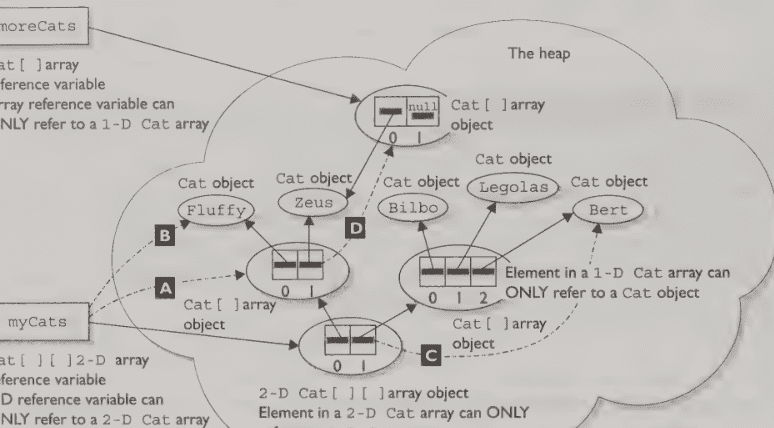 moreCats
The heap
at [ ] array
eference variable
rray reference variable can
NLY refer to a 1-D Cat array
null
0 1
Cat [ ] array
object
Cat object
Fluffy
Cat object
Zeus
Cat object
Bilbo
Cat object
Legolas
Cat object
Bert
B
D
A
0 1
Cat [ ] array
object
0 1 2
Element in a 1-D Cat array can
ONLY refer to a Cat object
Cat [ ] array
object
myCats
0 1
C
at [ ] [ ] 2-D array
eference variable
D reference variable can
NLY refer to a 2-D Cat array
2-D Cat [ ] [ ] array object
Element in a 2-D Cat array can ONLY